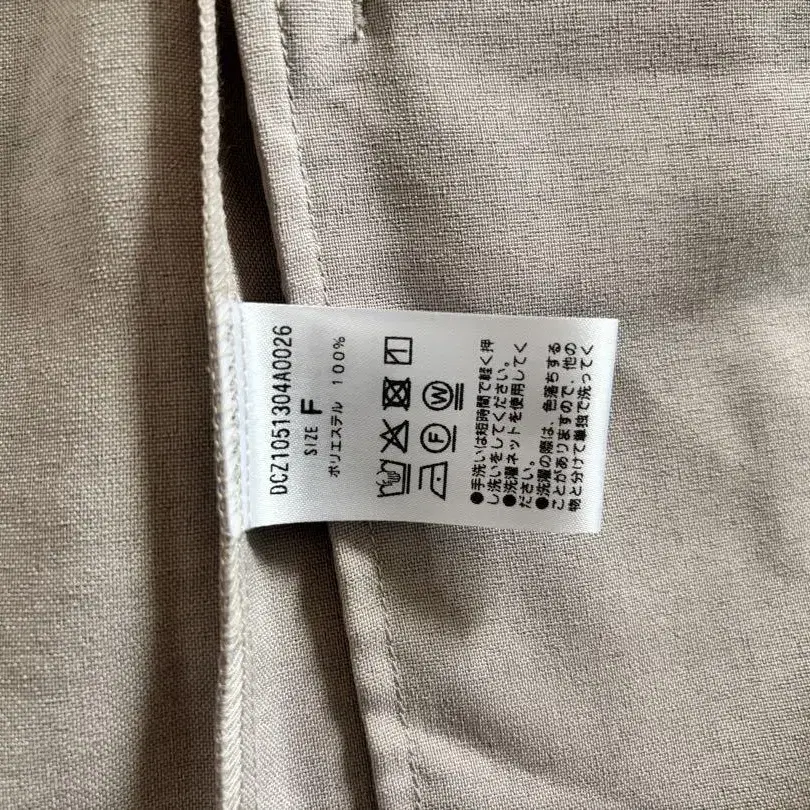 DCZ1051304A0026
SIZE F
ポリエステル 100%
F W
●手洗いは短時間で軽く押
し洗いをしてください。
●洗濯ネットを使用してく
ださい。
●洗濯の際は、色落ちする
ことがありますので、他の
物と分けて単独で洗ってく